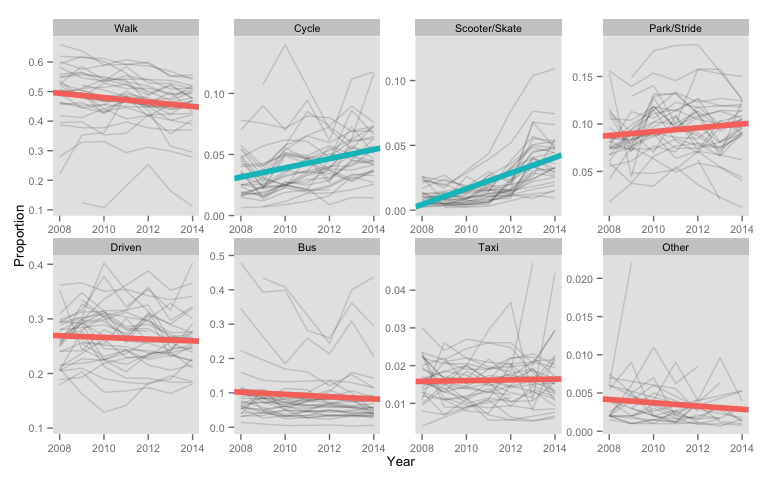 Walk Cycle Scooter/Skate Park/Stride
0.6 0.5 0.4 0.3 0.2 0.1
0.10 0.05 0.00
0.10 0.05 0.00
0.15 0.10 0.05
2008 2010 2012 2014 2008 2010 2012 2014 2008 2010 2012 2014 2008 2010 2012 2014
Proportion
Driven Bus Taxi Other
0.4 0.3 0.2 0.1
0.5 0.4 0.3 0.2 0.1 0.0
0.04 0.03 0.02 0.01
0.020 0.015 0.010 0.005 0.000
2008 2010 2012 2014 2008 2010 2012 2014 2008 2010 2012 2014 2008 2010 2012 2014
Year